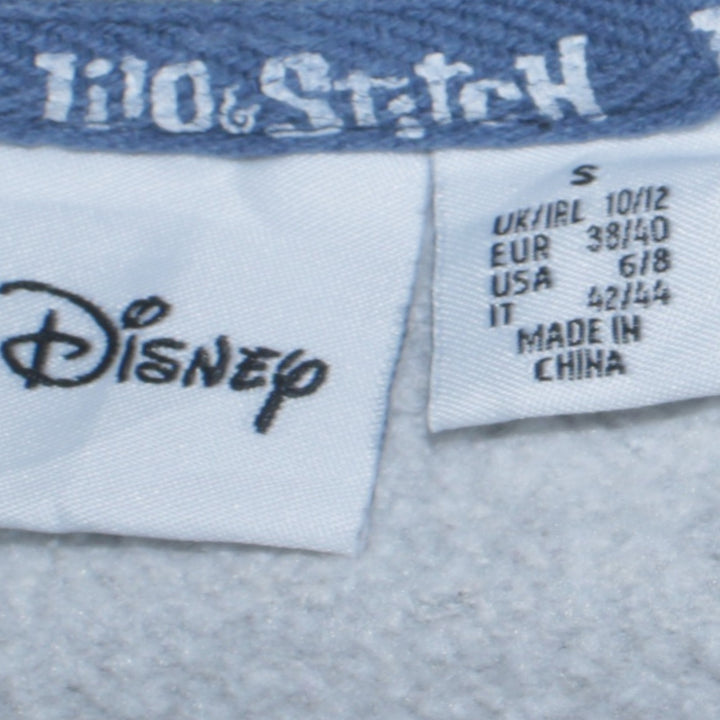 Lilo & Stitch
Disney
S
UK/IRL 10/12
EUR 38/40
USA 6/8
IT 42/44
MADE IN
CHINA